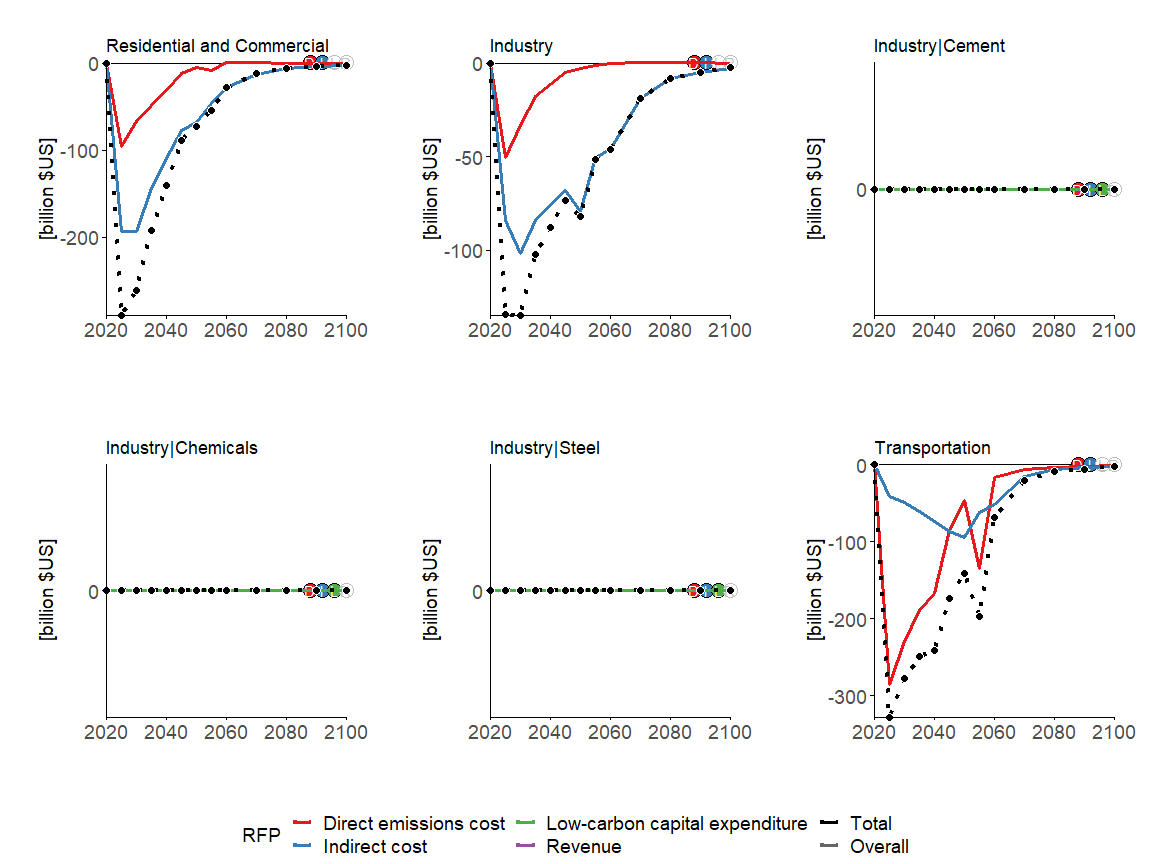 Residential and Commercial
Industry
Industry|Cement
[billion $US]
0
-100
-200
2020 2040 2060 2080 2100
[billion $US]
0
-50
-100
2020 2040 2060 2080 2100
[billion $US]
0
2020 2040 2060 2080 2100
Industry|Chemicals
Industry|Steel
Transportation
[billion $US]
0
2020 2040 2060 2080 2100
[billion $US]
0
2020 2040 2060 2080 2100
[billion $US]
0
-100
-200
-300
2020 2040 2060 2080 2100
RFP
Direct emissions cost
Low-carbon capital expenditure
Total
Indirect cost
Revenue
Overall